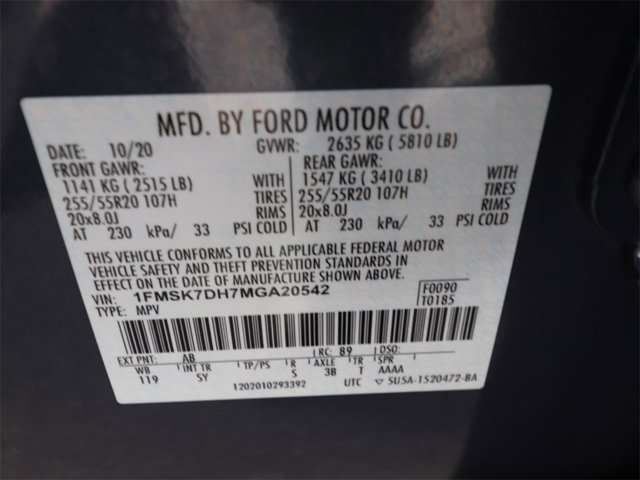 MFD. BY FORD MOTOR CO.
DATE: 10/20 GVWR: 2635 KG ( 5810 LB)
FRONT GAWR: REAR GAWR:
1141 KG ( 2515 LB) WITH 1547 KG ( 3410 LB) WITH
255/55R20 107H TIRES 255/55R20 107H TIRES
20x8.0J RIMS 20x8.0J RIMS
AT 230 kPa/ 33 PSI COLD AT 230 kPa/ 33 PSI COLD
THIS VEHICLE CONFORMS TO ALL APPLICABLE FEDERAL MOTOR
VEHICLE SAFETY AND THEFT PREVENTION STANDARDS IN
EFFECT ON THE DATE OF MANUFACTURE SHOWN ABOVE.
VIN: 1FMSK7DH7MGA20542 F0090
TYPE: MPV T0185
EXT PNT: AB RC: 89 DSO:
WB INT TR TP/PS R AXLE TR SPR
119 SY S 3B T AAAA
1202010293392 UTC SU5A-1520472-BA